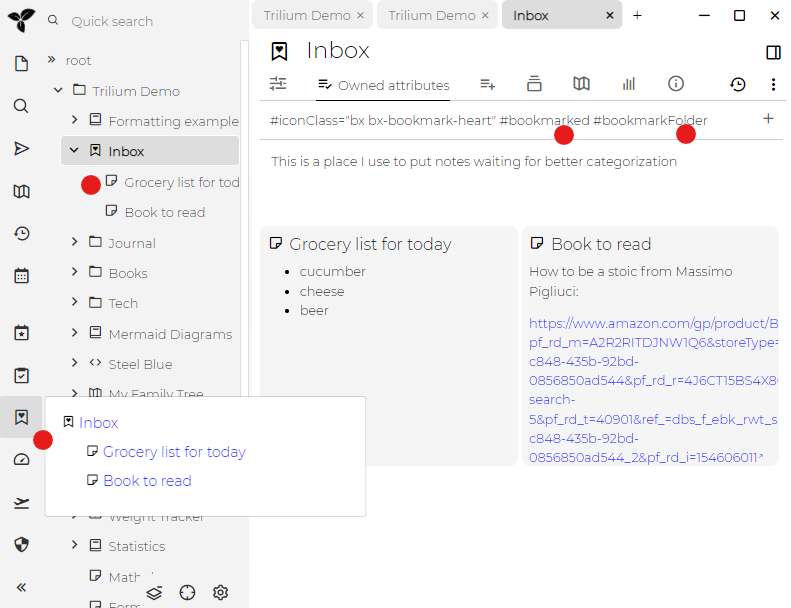 Quick search
Trilium Demo
Trilium Demo
Inbox
root
Trilium Demo
Formatting example
Inbox
Grocery list for tod
Book to read
Journal
Books
Tech
Mermaid Diagrams
Steel Blue
My Family Tree
Inbox
Grocery list for today
Book to read
Weight Tracker
Statistics
Math
Form
Inbox
Owned attributes
#iconClass="bx bx-bookmark-heart" #bookmarked #bookmarkFolder
This is a place I use to put notes waiting for better categorization
Grocery list for today
• cucumber
• cheese
• beer
Book to read
How to be a stoic from Massimo
Pigliuci:
https://www.amazon.com/gp/product/B
pf_rd_m=A2R2RITDJNW1Q6&storeType=
c848-435b-92bd-
0856850ad544&pf_rd_r=4J6CT15BS4X8
search-
5&pf_rd_t=40901&ref_=dbs_f_ebk_rwt_s
c848-435b-92bd-
0856850ad544_2&pf_rd_i=154606011